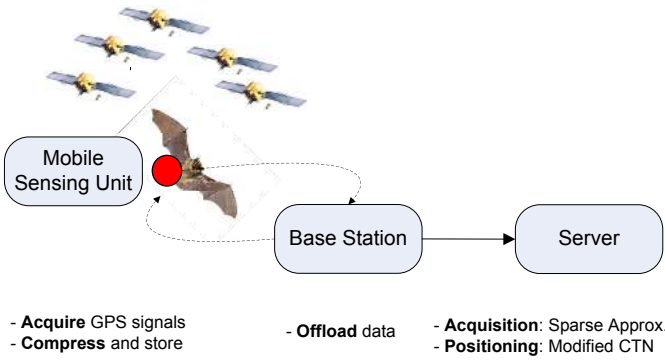 Mobile
Sensing Unit
Base Station
Server
- Acquire GPS signals
- Compress and store
- Offload data
- Acquisition: Sparse Approx.
- Positioning: Modified CTN